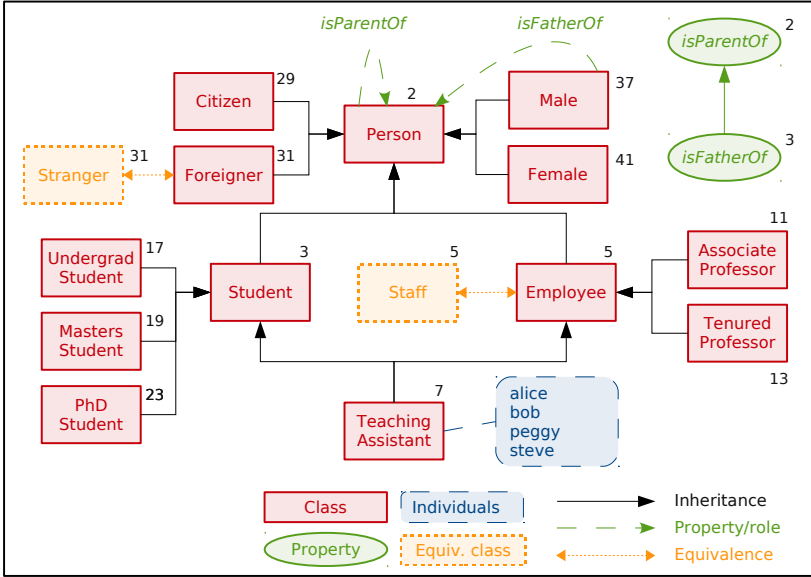 isParentOf
isFatherOf
2
isParentOf
29
Citizen
2
Person
37
Male
3
isFatherOf
31
Stranger
31
Foreigner
41
Female
17
Undergrad
Student
3
Student
5
Staff
5
Employee
11
Associate
Professor
19
Masters
Student
Tenured
Professor
13
23
PhD
Student
7
Teaching
Assistant
alice
bob
peggy
steve
Class
Individuals
Inheritance
Property/role
Property
Equiv. class
Equivalence